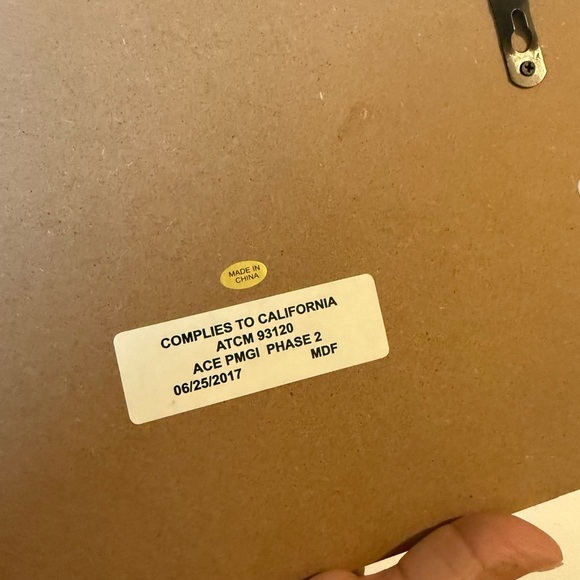 MADE IN
CHINA
COMPLIES TO CALIFORNIA
ATCM 93120
ACE PMGI PHASE 2
06/25/2017 MDF